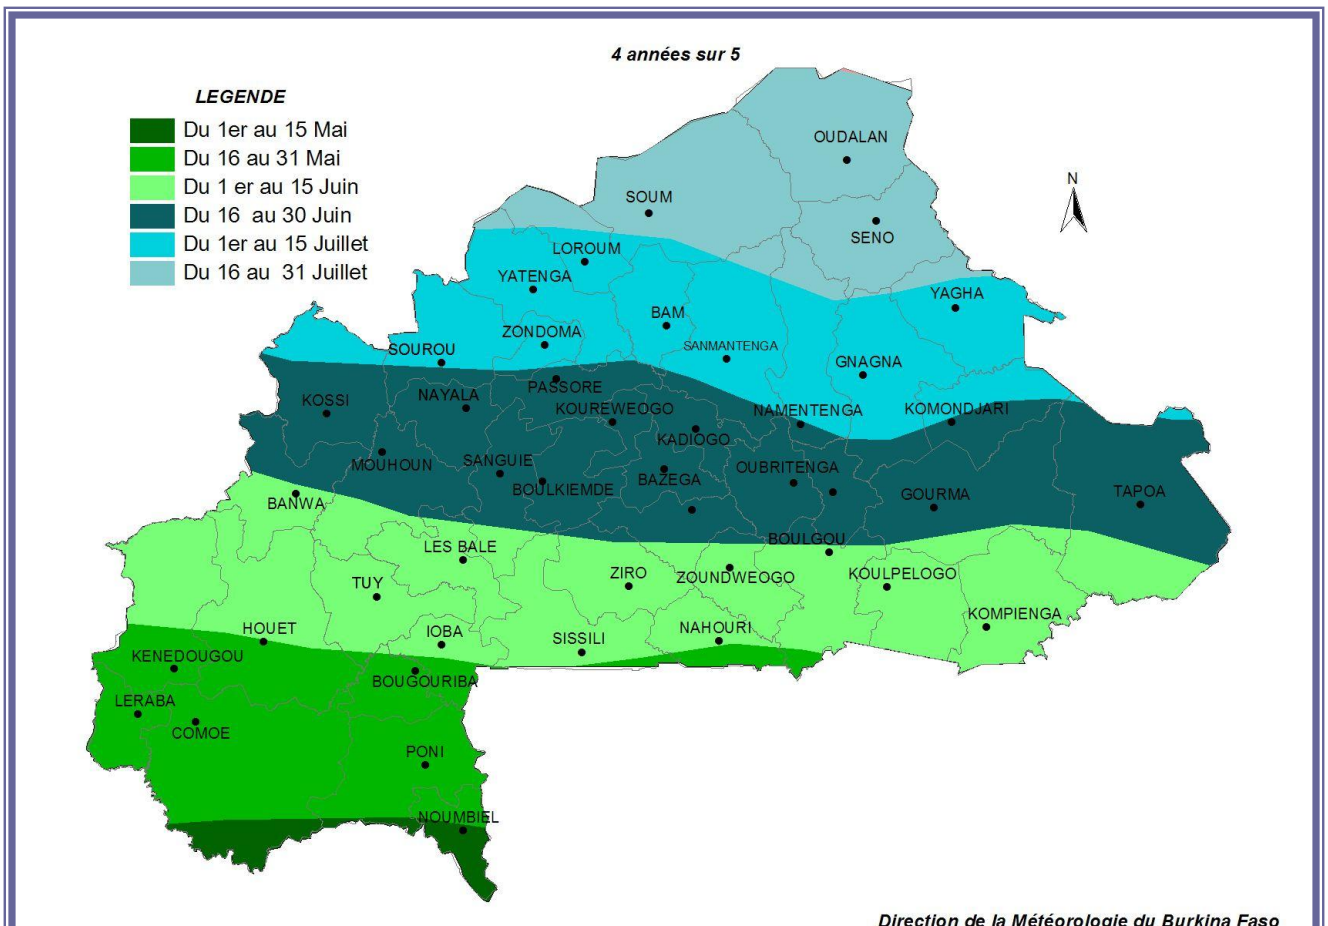 4 années sur 5
LEGENDE
Du 1er au 15 Mai
Du 16 au 31 Mai
Du 1 er au 15 Juin
Du 16 au 30 Juin
Du 1er au 15 Juillet
Du 16 au 31 Juillet
N
OUDALAN
SOUM
SENO
LOROUM
YATENGA
YAGHA
BAM
ZONDOMA
SANMANTENGA
SOUROU
GNAGNA
PASSORE
NAYALA
KOSSI
KOUREWEOGO
NAMENTENGA
KOMONDJARI
KADIOGO
MOUHOUN
SANGUIE
OUBRITENGA
BAZEGA
BOULKIEMDE
GOURMA
TAPOA
BANWA
BOULGOU
LES BALE
ZIRO
ZOUNDWEOGO
KOULPELOGO
TUY
KOMPIENGA
HOUET
IOBA
NAHOURI
SISSILI
KENEDOUGOU
BOUGOURIBA
LERABA
COMOE
PONI
NOUMBIEL
Direction de la Météorologie du Burkina Faso